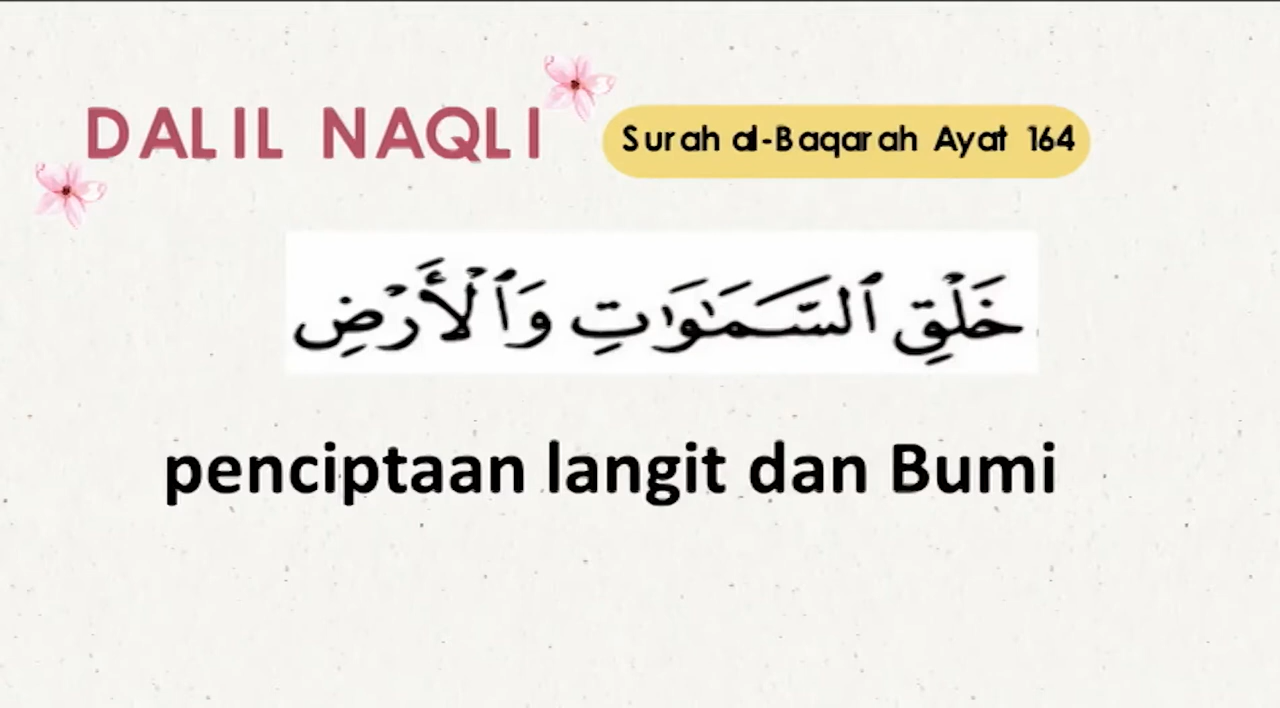 DALIL NAQLI
Surah al-Baqarah Ayat 164
خَلْقِ ٱلسَّمَـٰوَٰتِ وَٱلْأَرْضِ
penciptaan langit dan Bumi